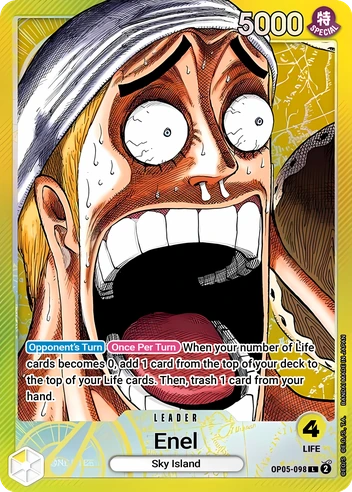 5000
特
SPECIAL
Opponent's Turn Once Per Turn When your number of Life
cards becomes 0, add 1 card from the top of your deck to
the top of your Life cards. Then, trash 1 card from your
hand.
LEADER
Enel
Sky Island
4
LIFE
OP05-098 L 2